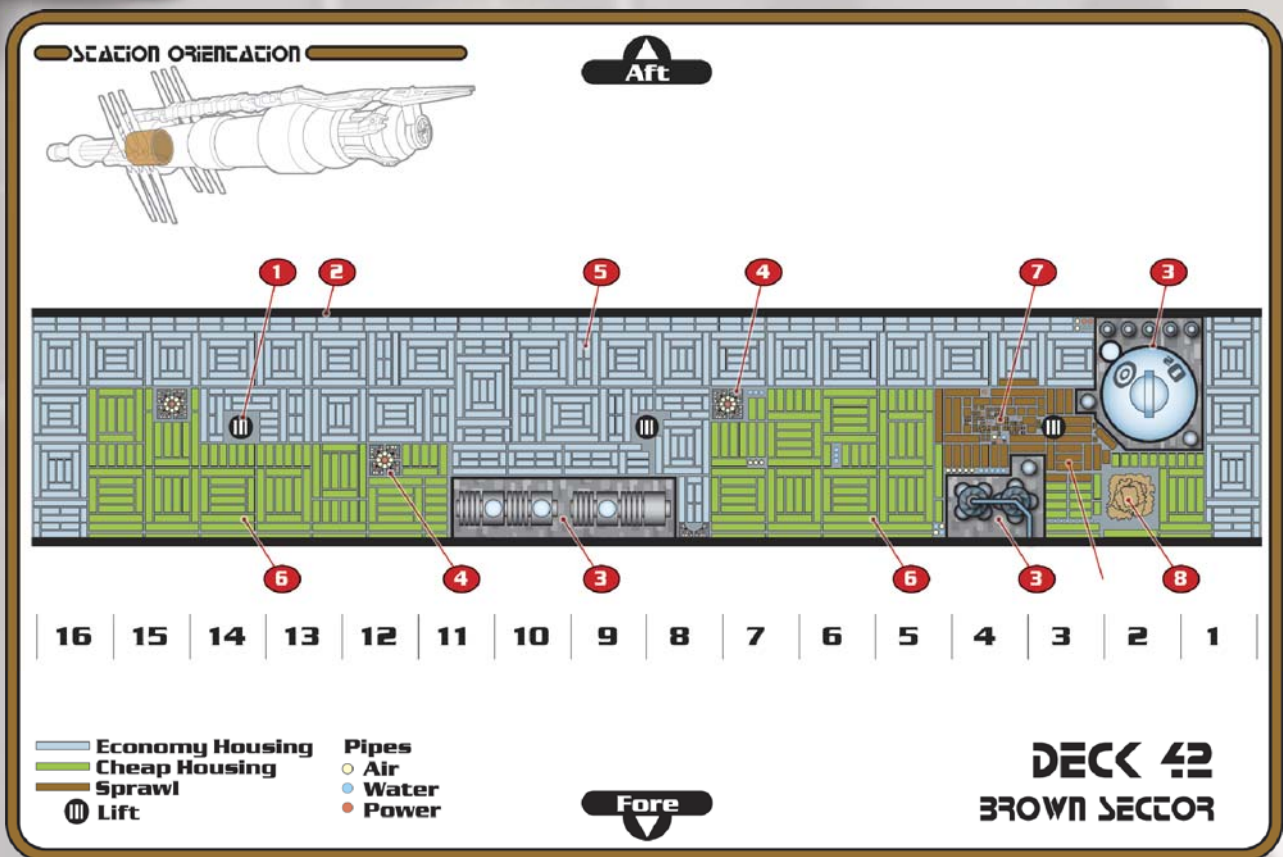 STATION ORIENTATION
Aft
1 2 5 4 7 3
6 4 3 6 3 8
16 15 14 13 12 11 10 9 8 7 6 5 4 3 2 1
Economy Housing
Cheap Housing
Sprawl
Lift
Pipes
Air
Water
Power
Fore
DECK 42
BROWN SECTOR